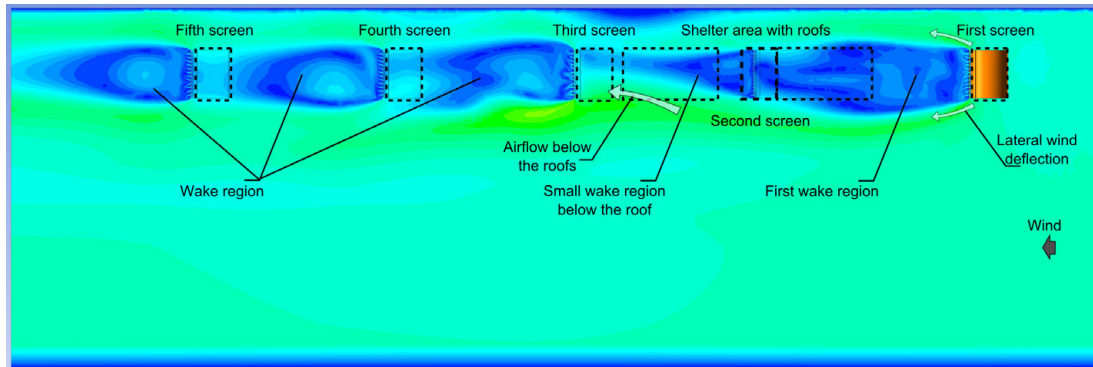 Fifth screen
Fourth screen
Third screen
Shelter area with roofs
First screen
Second screen
Airflow below
the roofs
Lateral wind
deflection
Wake region
Small wake region
below the roof
First wake region
Wind